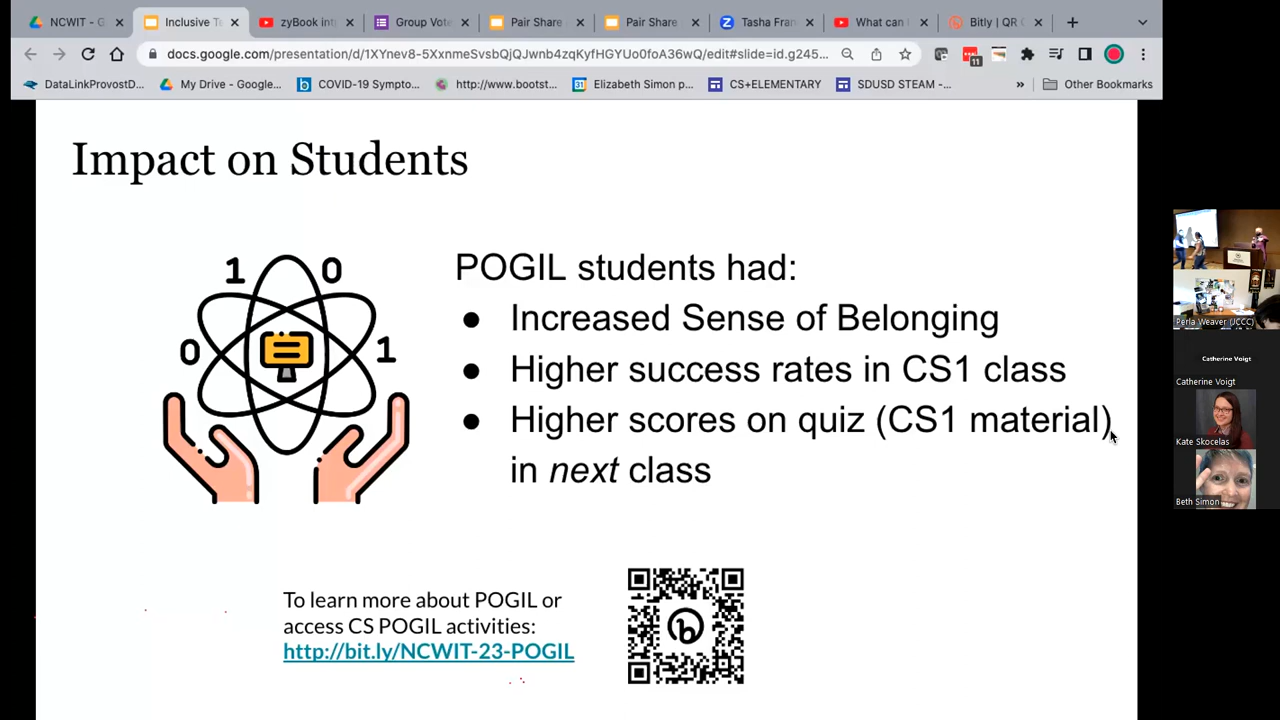 NCWIT - G
Inclusive Te
zyBook int
Group Vote
Pair Share
Pair Share
Tasha Fran
What can
Bitly | QR
docs.google.com/presentation/d/1XYnev8-5XxnmeSvsbQjQJwnb4zqKyfHGYUo0foA36wQ/edit#slide=id.g245...
11
DataLinkProvostD...
My Drive - Google...
COVID-19 Sympto...
http://www.bootst...
31
Elizabeth Simon p...
CS+ELEMENTARY
SDUSD STEAM -...
»
Other Bookmarks
Impact on Students
1 0
0 1
POGIL students had:
● Increased Sense of Belonging
● Higher success rates in CS1 class
● Higher scores on quiz (CS1 material)
in next class
To learn more about POGIL or
access CS POGIL activities:
http://bit.ly/NCWIT-23-POGIL
Perla Weaver (JCCC)
Catherine Voigt
Catherine Voigt
Kate Skocelas
Beth Simon